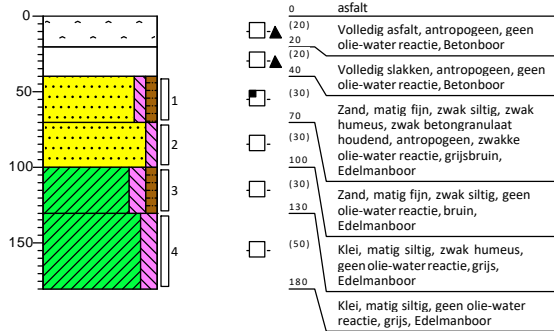 0
50
100
150
1
2
3
4
0
asfalt
(20)
Volledig asfalt, antropogeen, geen
20
olie-water reactie, Betonboor
(20)
Volledig slakken, antropogeen, geen
40
olie-water reactie, Betonboor
(30)
Zand, matig fijn, zwak siltig, zwak
70
humeus, zwak betongranulaat
houdend, antropogeen, zwakke
(30)
olie-water reactie, grijsbruin,
Edelmanboor
100
Zand, matig fijn, zwak siltig, geen
(30)
olie-water reactie, bruin,
Edelmanboor
130
Klei, matig siltig, zwak humeus,
(50)
geen olie-water reactie, grijs,
Edelmanboor
180
Klei, matig siltig, geen olie-water
reactie, grijs, Edelmanboor